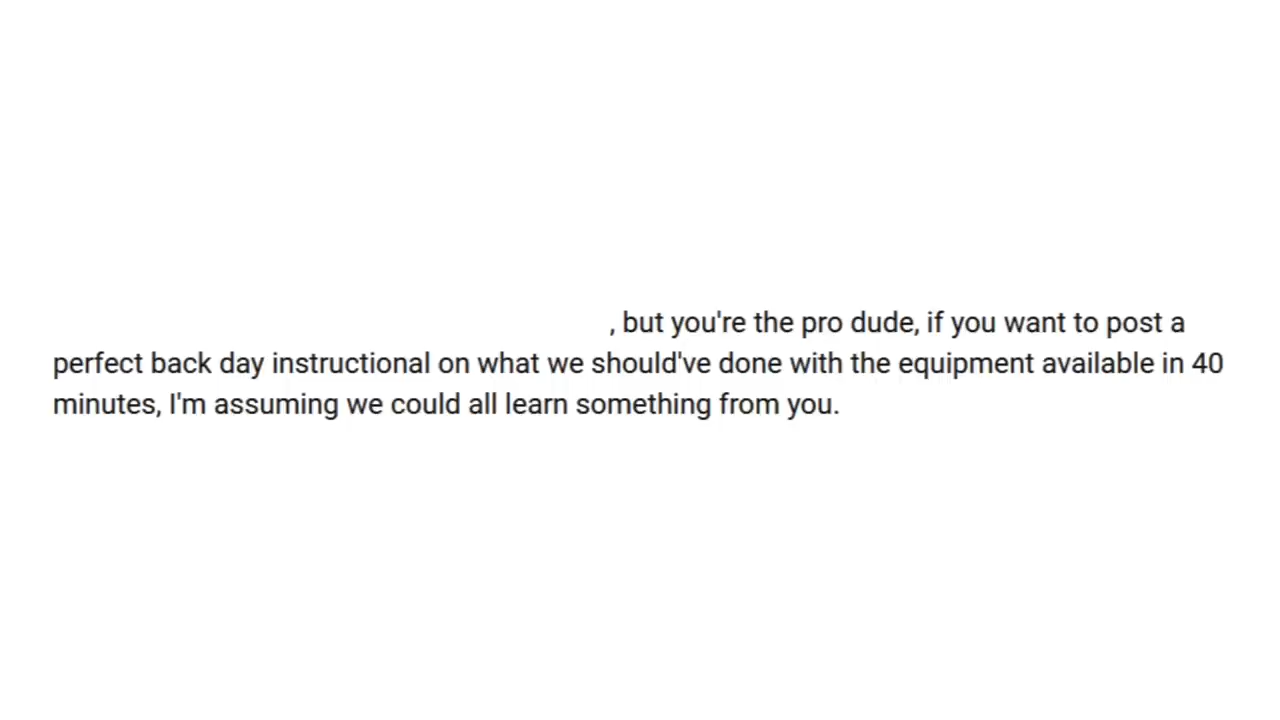 , but you're the pro dude, if you want to post a
perfect back day instructional on what we should've done with the equipment available in 40
minutes, I'm assuming we could all learn something from you.